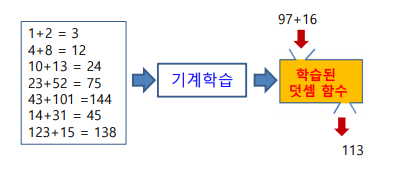 1+2 = 3
4+8 = 12
10+13 = 24
23+52 = 75
43+101 =144
14+31 = 45
123+15 = 138
기계학습
97+16
학습된
덧셈 함수
113